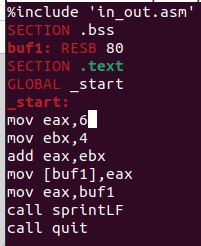 %include 'in_out.asm'
SECTION .bss
buf1: RESB 80
SECTION .text
GLOBAL _start
_start:
mov eax,6
mov ebx,4
add eax,ebx
mov [buf1],eax
mov eax,buf1
call sprintLF
call quit